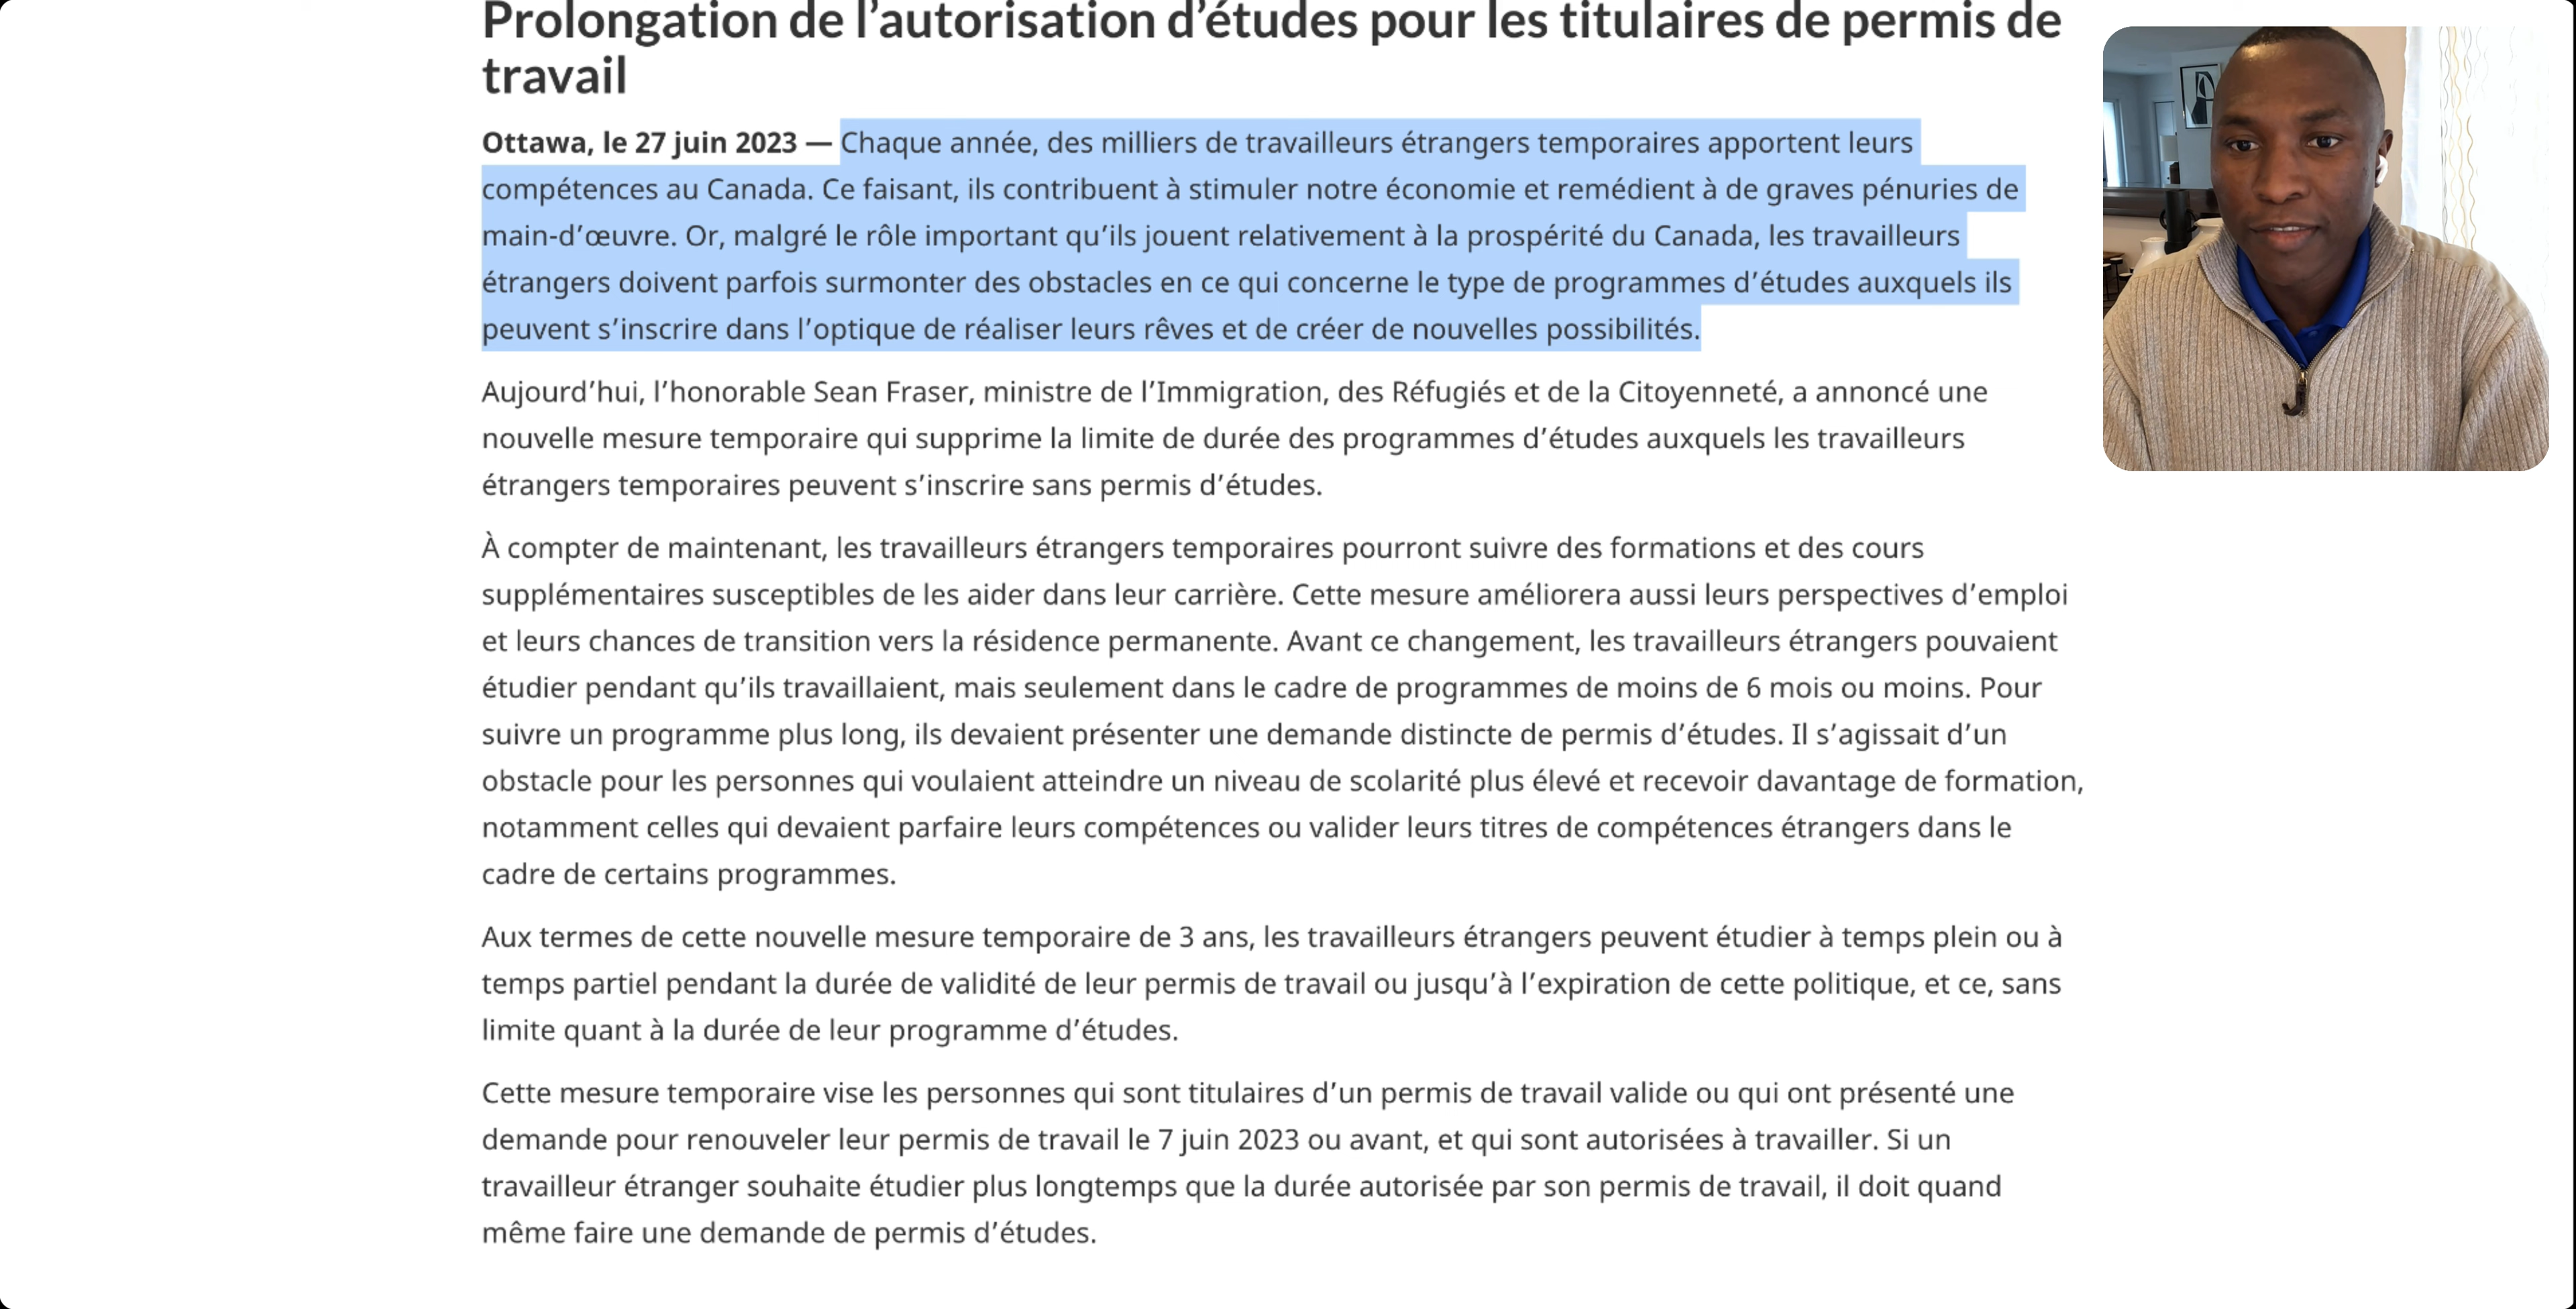 Prolongation de l’autorisation d’études pour les titulaires de permis de
travail
Ottawa, le 27 juin 2023 — Chaque année, des milliers de travailleurs étrangers temporaires apportent leurs
compétences au Canada. Ce faisant, ils contribuent à stimuler notre économie et remédient à de graves pénuries de
main-d’œuvre. Or, malgré le rôle important qu’ils jouent relativement à la prospérité du Canada, les travailleurs
étrangers doivent parfois surmonter des obstacles en ce qui concerne le type de programmes d’études auxquels ils
peuvent s’inscrire dans l’optique de réaliser leurs rêves et de créer de nouvelles possibilités.
Aujourd’hui, l’honorable Sean Fraser, ministre de l’Immigration, des Réfugiés et de la Citoyenneté, a annoncé une
nouvelle mesure temporaire qui supprime la limite de durée des programmes d’études auxquels les travailleurs
étrangers temporaires peuvent s’inscrire sans permis d’études.
À compter de maintenant, les travailleurs étrangers temporaires pourront suivre des formations et des cours
supplémentaires susceptibles de les aider dans leur carrière. Cette mesure améliorera aussi leurs perspectives d’emploi
et leurs chances de transition vers la résidence permanente. Avant ce changement, les travailleurs étrangers pouvaient
étudier pendant qu’ils travaillaient, mais seulement dans le cadre de programmes de moins de 6 mois ou moins. Pour
suivre un programme plus long, ils devaient présenter une demande distincte de permis d’études. Il s’agissait d’un
obstacle pour les personnes qui voulaient atteindre un niveau de scolarité plus élevé et recevoir davantage de formation,
notamment celles qui devaient parfaire leurs compétences ou valider leurs titres de compétences étrangers dans le
cadre de certains programmes.
Aux termes de cette nouvelle mesure temporaire de 3 ans, les travailleurs étrangers peuvent étudier à temps plein ou à
temps partiel pendant la durée de validité de leur permis de travail ou jusqu’à l’expiration de cette politique, et ce, sans
limite quant à la durée de leur programme d’études.
Cette mesure temporaire vise les personnes qui sont titulaires d’un permis de travail valide ou qui ont présenté une
demande pour renouveler leur permis de travail le 7 juin 2023 ou avant, et qui sont autorisées à travailler. Si un
travailleur étranger souhaite étudier plus longtemps que la durée autorisée par son permis de travail, il doit quand
même faire une demande de permis d’études.